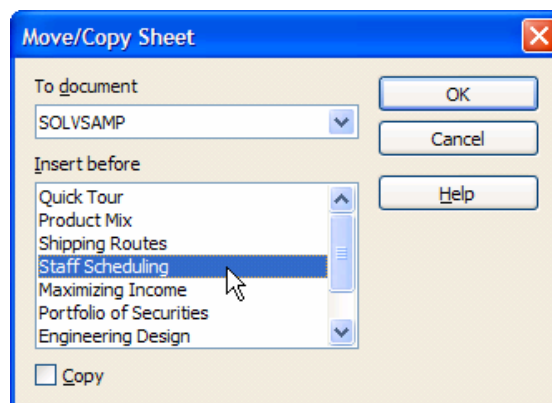 Move/Copy Sheet
To document
SOLVSAMP
Insert before
Quick Tour
Product Mix
Shipping Routes
Staff Scheduling
Maximizing Income
Portfolio of Securities
Engineering Design
Copy
OK
Cancel
Help